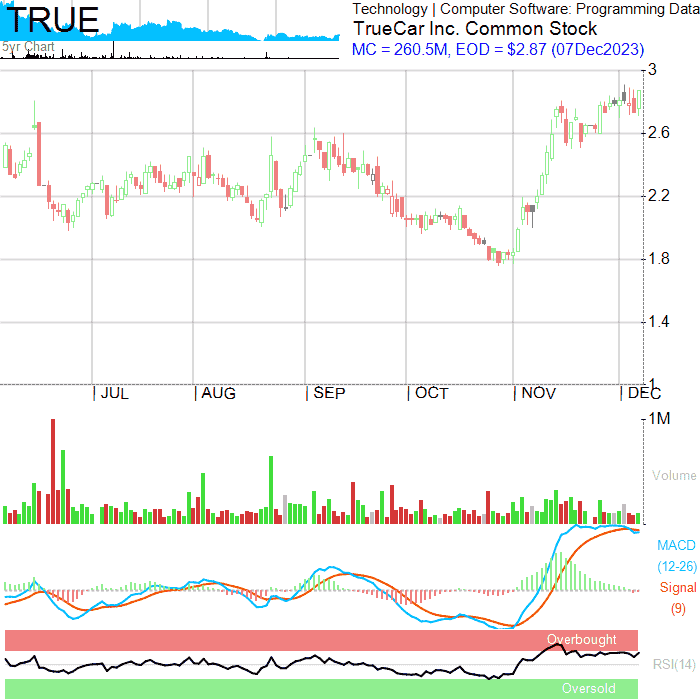 TRUE
5yr Chart
Technology | Computer Software: Programming Data
TrueCar Inc. Common Stock
MC = 260.5M, EOD = $2.87 (07Dec2023)
3
2.6
2.2
1.8
1.4
1
JUL AUG SEP OCT NOV DEC
1M
Volume
MACD
(12-26)
Signal
(9)
Overbought
RSI(14)
Oversold